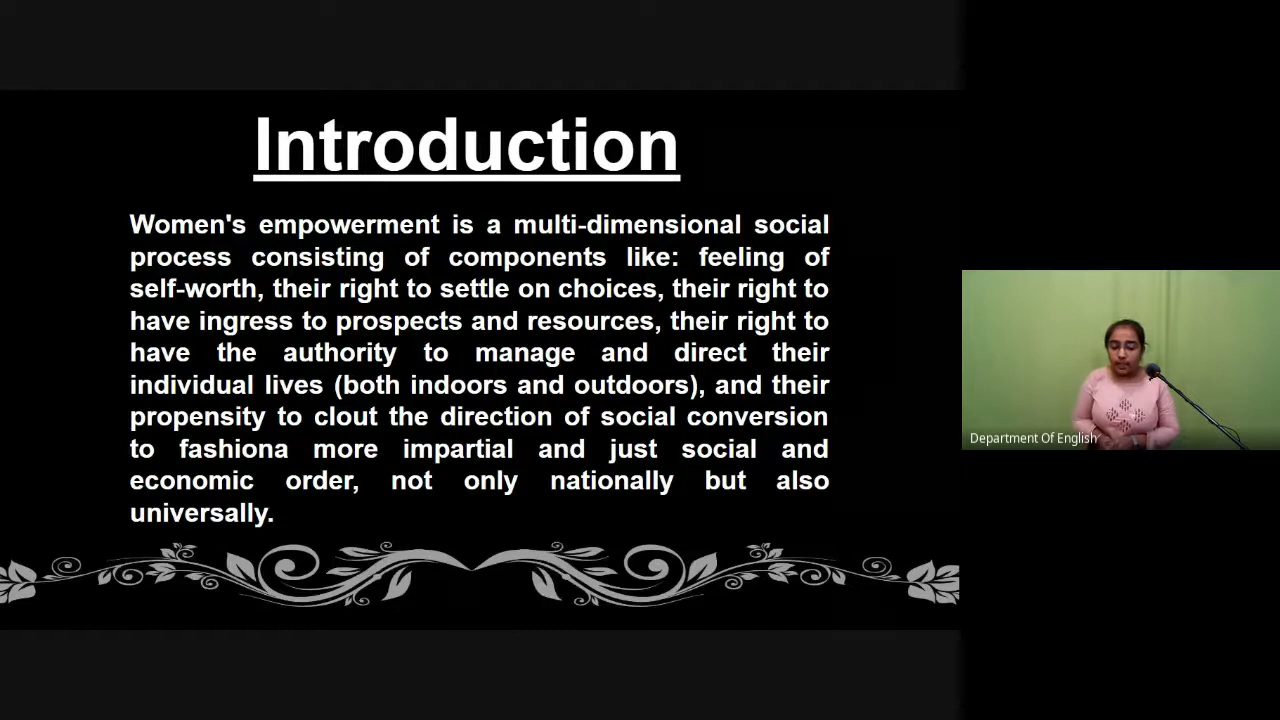 Introduction
Women's empowerment is a multi-dimensional social
process consisting of components like: feeling of
self-worth, their right to settle on choices, their right to
have ingress to prospects and resources, their right to
have the authority to manage and direct their
individual lives (both indoors and outdoors), and their
propensity to clout the direction of social conversion
to fashiona more impartial and just social and
economic order, not only nationally but also
universally.
Department Of English